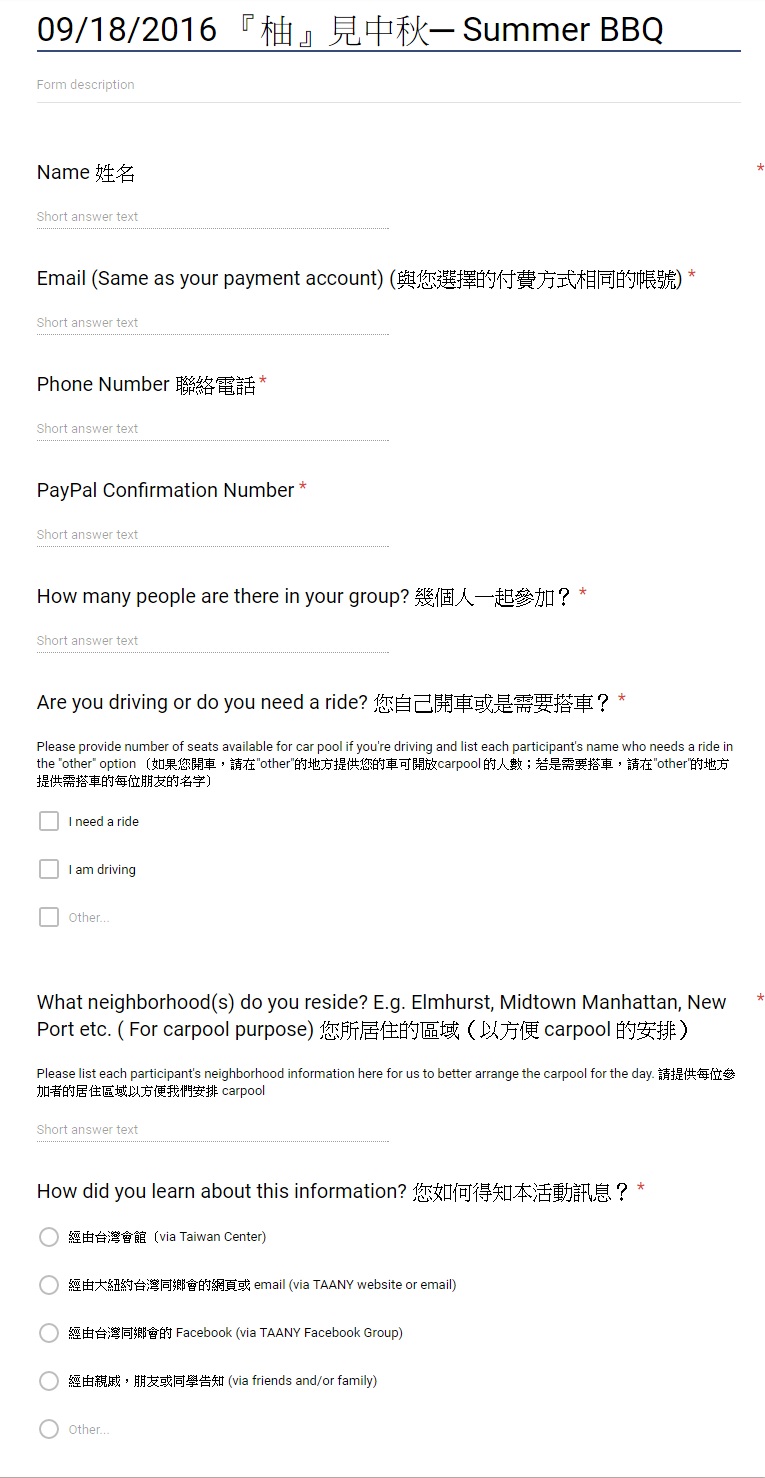 09/18/2016 『柚』見中秋— Summer BBQ
Form description
Name 姓名 *
Short answer text
Email (Same as your payment account) (與您選擇的付費方式相同的帳號) *
Short answer text
Phone Number 聯絡電話 *
Short answer text
PayPal Confirmation Number *
Short answer text
How many people are there in your group? 幾個人一起參加？ *
Short answer text
Are you driving or do you need a ride? 您自己開車或是需要搭車？ *
Please provide number of seats available for car pool if you're driving and list each participant's name who needs a ride in
the "other" option（如果您開車，請在"other"的地方提供您的車可開放carpool的人數；若是需要搭車，請在"other"的地方
提供需搭車的每位朋友的名字）
I need a ride
I am driving
Other...
What neighborhood(s) do you reside? E.g. Elmhurst, Midtown Manhattan, New *
Port etc. ( For carpool purpose) 您所居住的區域（以方便 carpool 的安排）
Please list each participant's neighborhood information here for us to better arrange the carpool for the day. 請提供每位參
加者的居住區域以方便我們安排 carpool
Short answer text
How did you learn about this information? 您如何得知本活動訊息？ *
經由台灣會館（via Taiwan Center)
經由大紐約台灣同鄉會的網頁或 email (via TAANY website or email)
經由台灣同鄉會的 Facebook (via TAANY Facebook Group)
經由親戚，朋友或同學告知 (via friends and/or family)
Other...